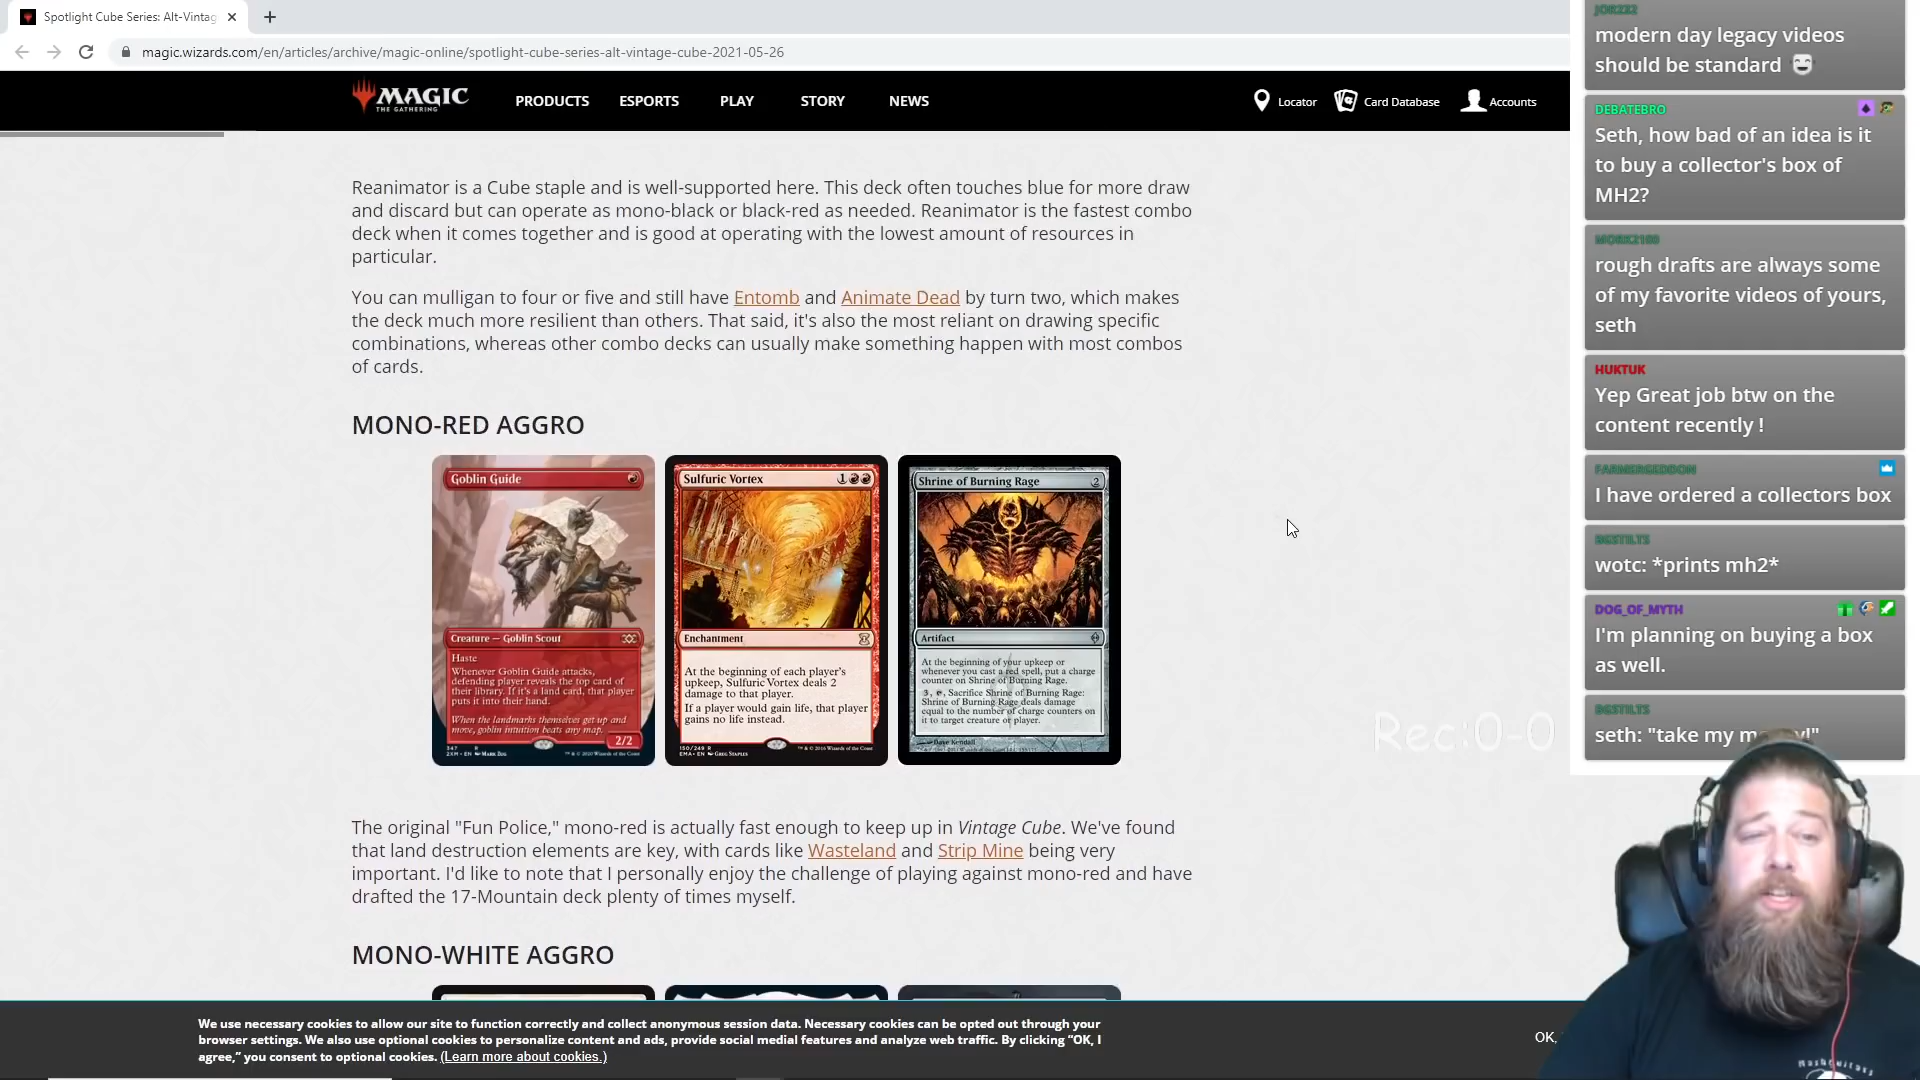 Spotlight Cube Series: Alt-Vintag
magic.wizards.com/en/articles/archive/magic-online/spotlight-cube-series-alt-vintage-cube-2021-05-26
MAGIC
THE GATHERING
PRODUCTS
ESPORTS
PLAY
STORY
NEWS
Locator
Card Database
Accounts
Reanimator is a Cube staple and is well-supported here. This deck often touches blue for more draw
and discard but can operate as mono-black or black-red as needed. Reanimator is the fastest combo
deck when it comes together and is good at operating with the lowest amount of resources in
particular.
You can mulligan to four or five and still have Entomb and Animate Dead by turn two, which makes
the deck much more resilient than others. That said, it's also the most reliant on drawing specific
combinations, whereas other combo decks can usually make something happen with most combos
of cards.
MONO-RED AGGRO
Goblin Guide
Creature — Goblin Scout
Haste
Whenever Goblin Guide attacks,
defending player reveals the top card of
their library. If it's a land card, that player
puts it into their hand.
When the landmarks themselves get up and
move, goblin intuition beats any map.
2/2
347 R
2XM • EN MARK ZUG
Sulfuric Vortex
1
Enchantment
At the beginning of each player's
upkeep, Sulfuric Vortex deals 2
damage to that player.
If a player would gain life, that player
gains no life instead.
150/249 R
EMA • EN GREG STAPLES
Shrine of Burning Rage
2
Artifact
At the beginning of your upkeep or
whenever you cast a red spell, put a charge
counter on Shrine of Burning Rage.
3, , Sacrifice Shrine of Burning Rage:
Shrine of Burning Rage deals damage
equal to the number of charge counters on
it to target creature or player.
Dave Kendall
The original "Fun Police," mono-red is actually fast enough to keep up in Vintage Cube. We've found
that land destruction elements are key, with cards like Wasteland and Strip Mine being very
important. I'd like to note that I personally enjoy the challenge of playing against mono-red and have
drafted the 17-Mountain deck plenty of times myself.
MONO-WHITE AGGRO
We use necessary cookies to allow our site to function correctly and collect anonymous session data. Necessary cookies can be opted out through your
browser settings. We also use optional cookies to personalize content and ads, provide social medial features and analyze web traffic. By clicking “OK, I
agree,” you consent to optional cookies. (Learn more about cookies.)
OK,
Rec:0-0
modern day legacy videos
should be standard
DEBATEBRO
Seth, how bad of an idea is it
to buy a collector's box of
MH2?
MORK2100
rough drafts are always some
of my favorite videos of yours,
seth
HUKTUK
Yep Great job btw on the
content recently !
FARMERGEDDON
I have ordered a collectors box
BGSTILTS
wotc: *prints mh2*
DOG_OF_MYTH
I'm planning on buying a box
as well.
BGSTILTS
seth: "take my